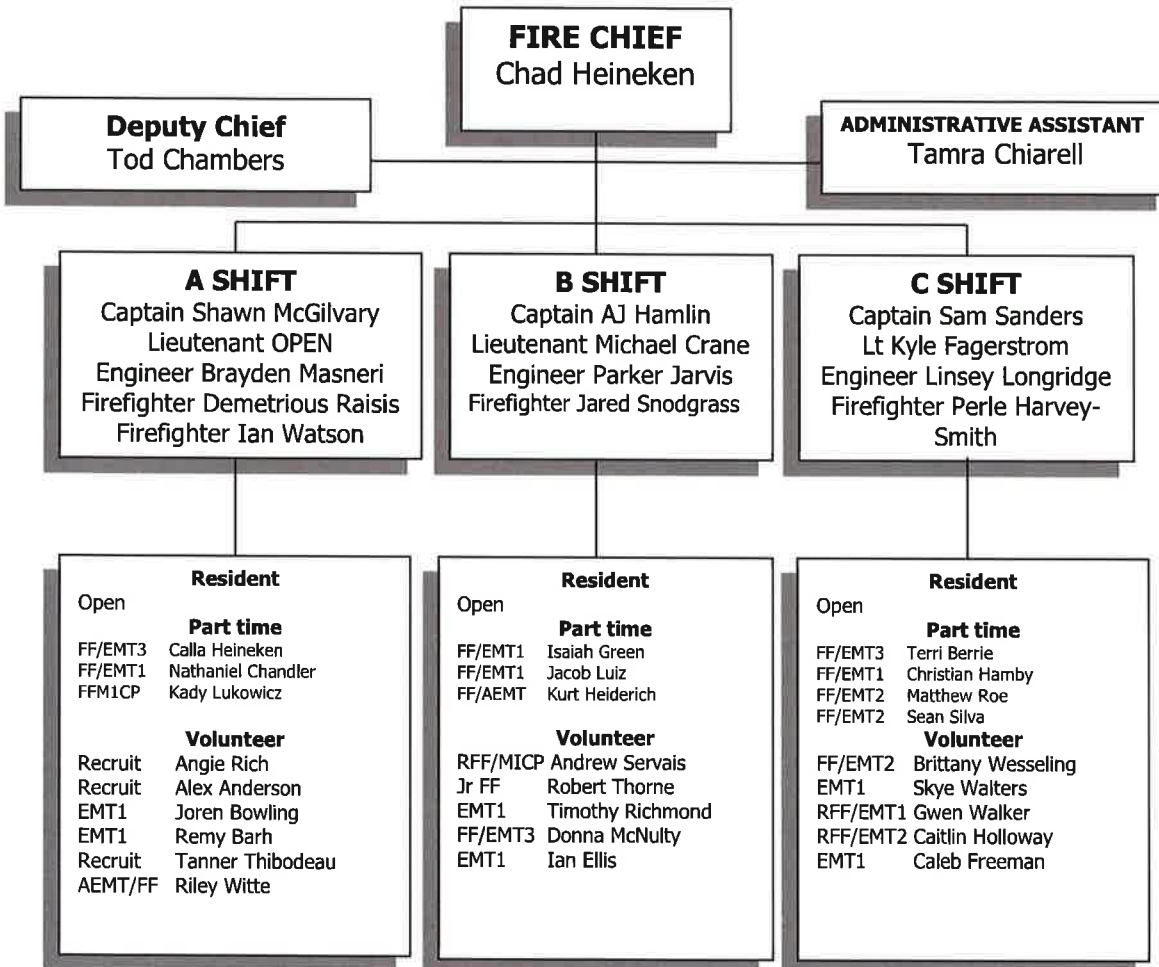 FIRE CHIEF
Chad Heineken
Deputy Chief
Tod Chambers
ADMINISTRATIVE ASSISTANT
Tamra Chiarell
A SHIFT
Captain Shawn McGilvary
Lieutenant OPEN
Engineer Brayden Masneri
Firefighter Demetrious Raisis
Firefighter Ian Watson
B SHIFT
Captain AJ Hamlin
Lieutenant Michael Crane
Engineer Parker Jarvis
Firefighter Jared Snodgrass
C SHIFT
Captain Sam Sanders
Lt Kyle Fagerstrom
Engineer Linsey Longridge
Firefighter Perle Harvey-
Smith
Resident
Open
Part time
FF/EMT3 Calla Heineken
FF/EMT1 Nathaniel Chandler
FFM1CP Kady Lukowicz
Volunteer
Recruit Angie Rich
Recruit Alex Anderson
EMT1 Joren Bowling
EMT1 Remy Barh
Recruit Tanner Thibodeau
AEMT/FF Riley Witte
Resident
Open
Part time
FF/EMT1 Isaiah Green
FF/EMT1 Jacob Luiz
FF/AEMT Kurt Heiderich
Volunteer
RFF/MICP Andrew Servais
Jr FF Robert Thorne
EMT1 Timothy Richmond
FF/EMT3 Donna McNulty
EMT1 Ian Ellis
Resident
Open
Part time
FF/EMT3 Terri Berrie
FF/EMT1 Christian Hamby
FF/EMT2 Matthew Roe
FF/EMT2 Sean Silva
Volunteer
FF/EMT2 Brittany Wesseling
EMT1 Skye Walters
RFF/EMT1 Gwen Walker
RFF/EMT2 Caitlin Holloway
EMT1 Caleb Freeman